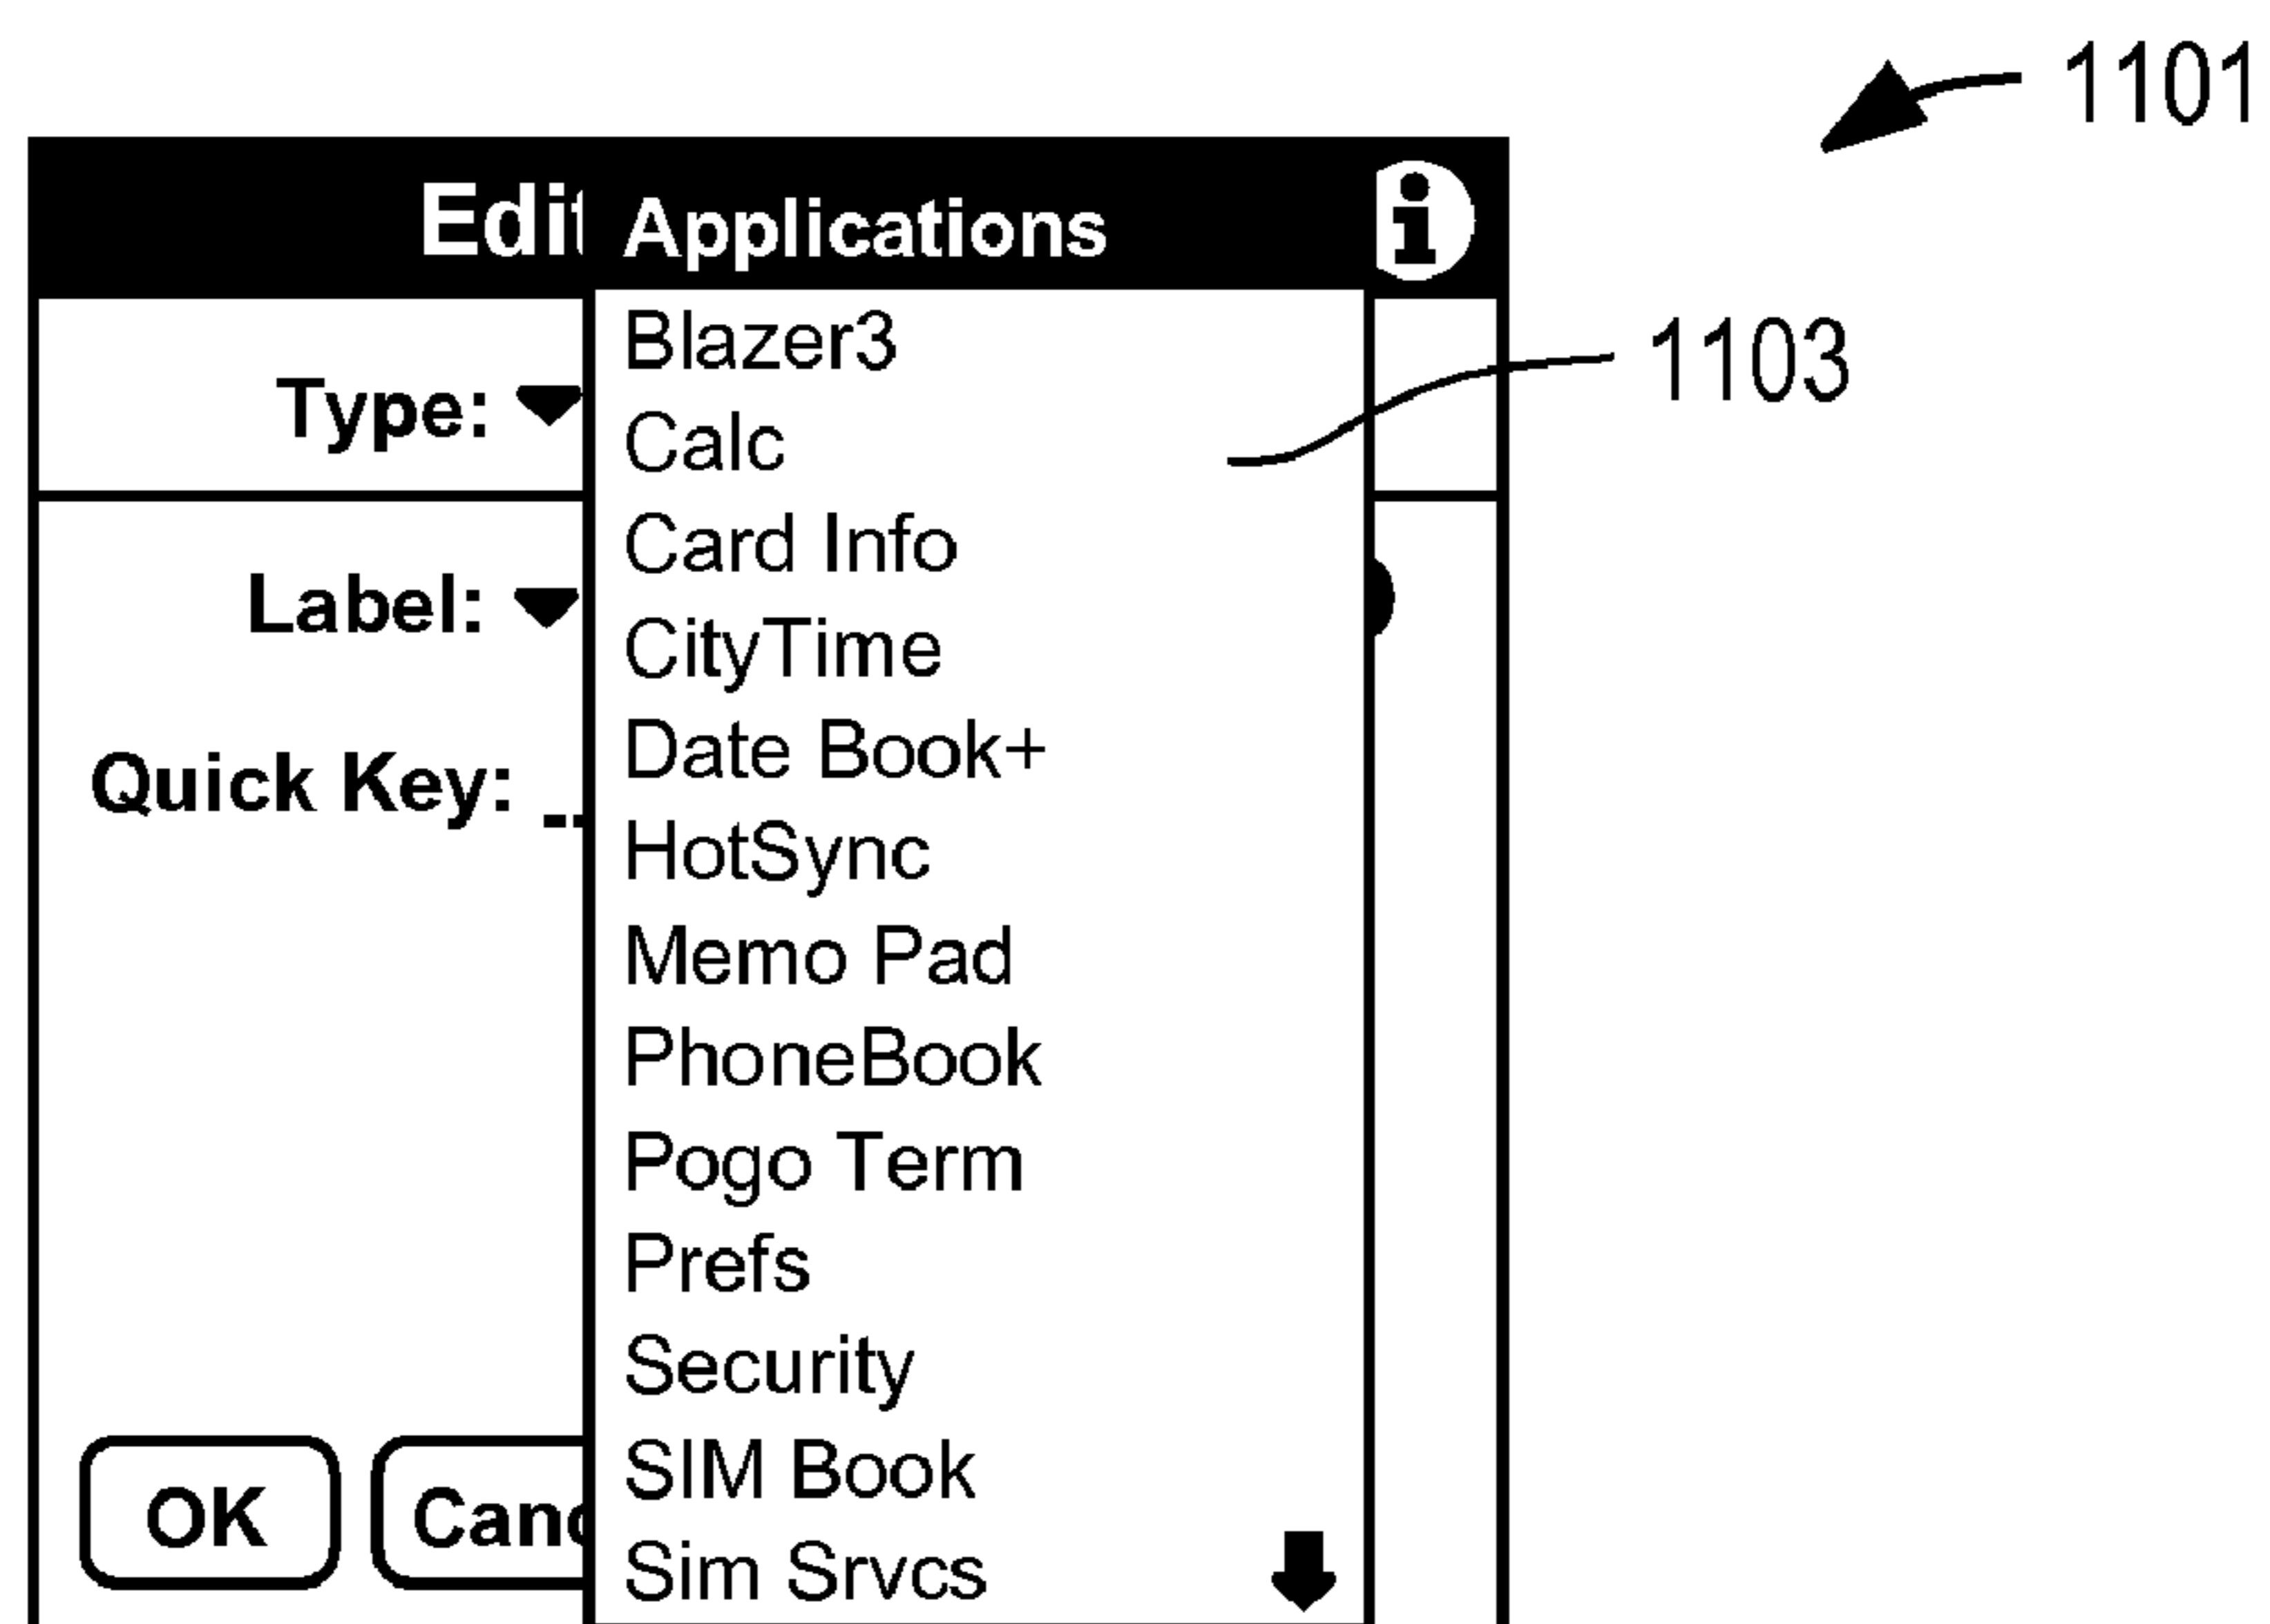 1101
Edit Applications i
Blazer3
1103
Type:
Calc
Card Info
Label:
CityTime
Date Book+
Quick Key:
HotSync
Memo Pad
PhoneBook
Pogo Term
Prefs
Security
SIM Book
OK
Sim Srvcs